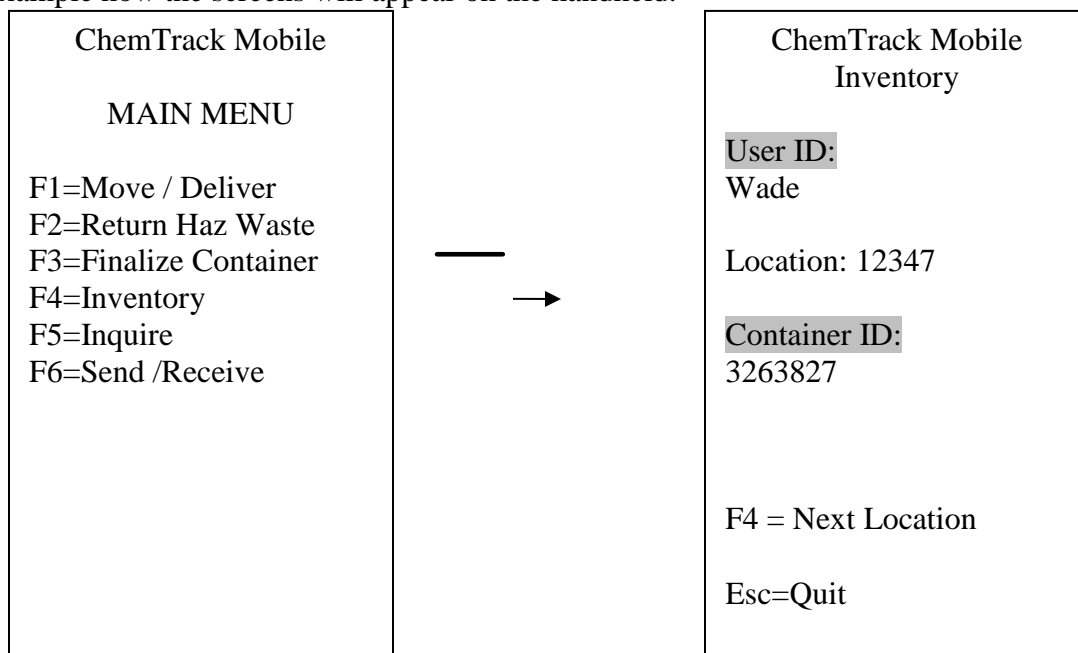 example how the screens will appear on the handheld.
ChemTrack Mobile
MAIN MENU
F1=Move / Deliver
F2=Return Haz Waste
F3=Finalize Container
F4=Inventory
F5=Inquire
F6=Send /Receive
ChemTrack Mobile
Inventory
User ID:
Wade
Location: 12347
Container ID:
3263827
F4 = Next Location
Esc=Quit